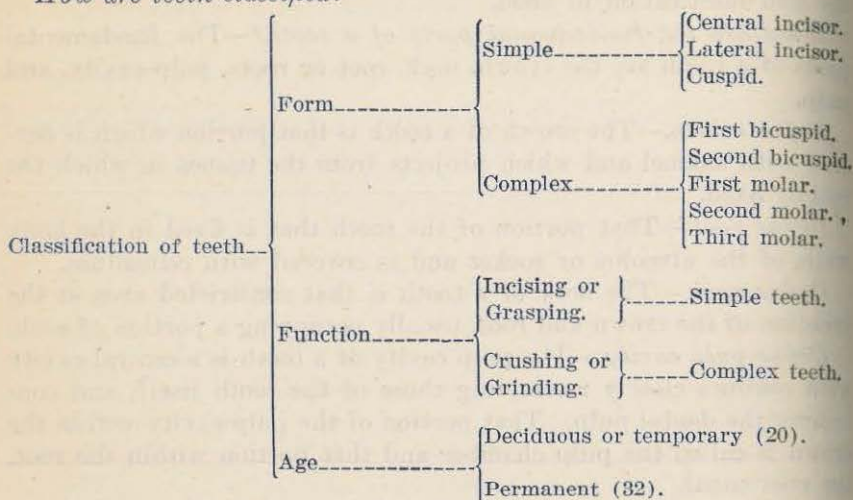 How are teeth classified?
Central incisor.
Simple
Lateral incisor.
Cuspid.
Form
First bicuspid.
Second bicuspid.
Complex
First molar.
Second molar. ,
Third molar.
Classification of teeth
Incising or
Grasping.
Simple teeth.
Function
Crushing or
Grinding.
Complex teeth.
Deciduous or temporary (20).
Age
Permanent (32).